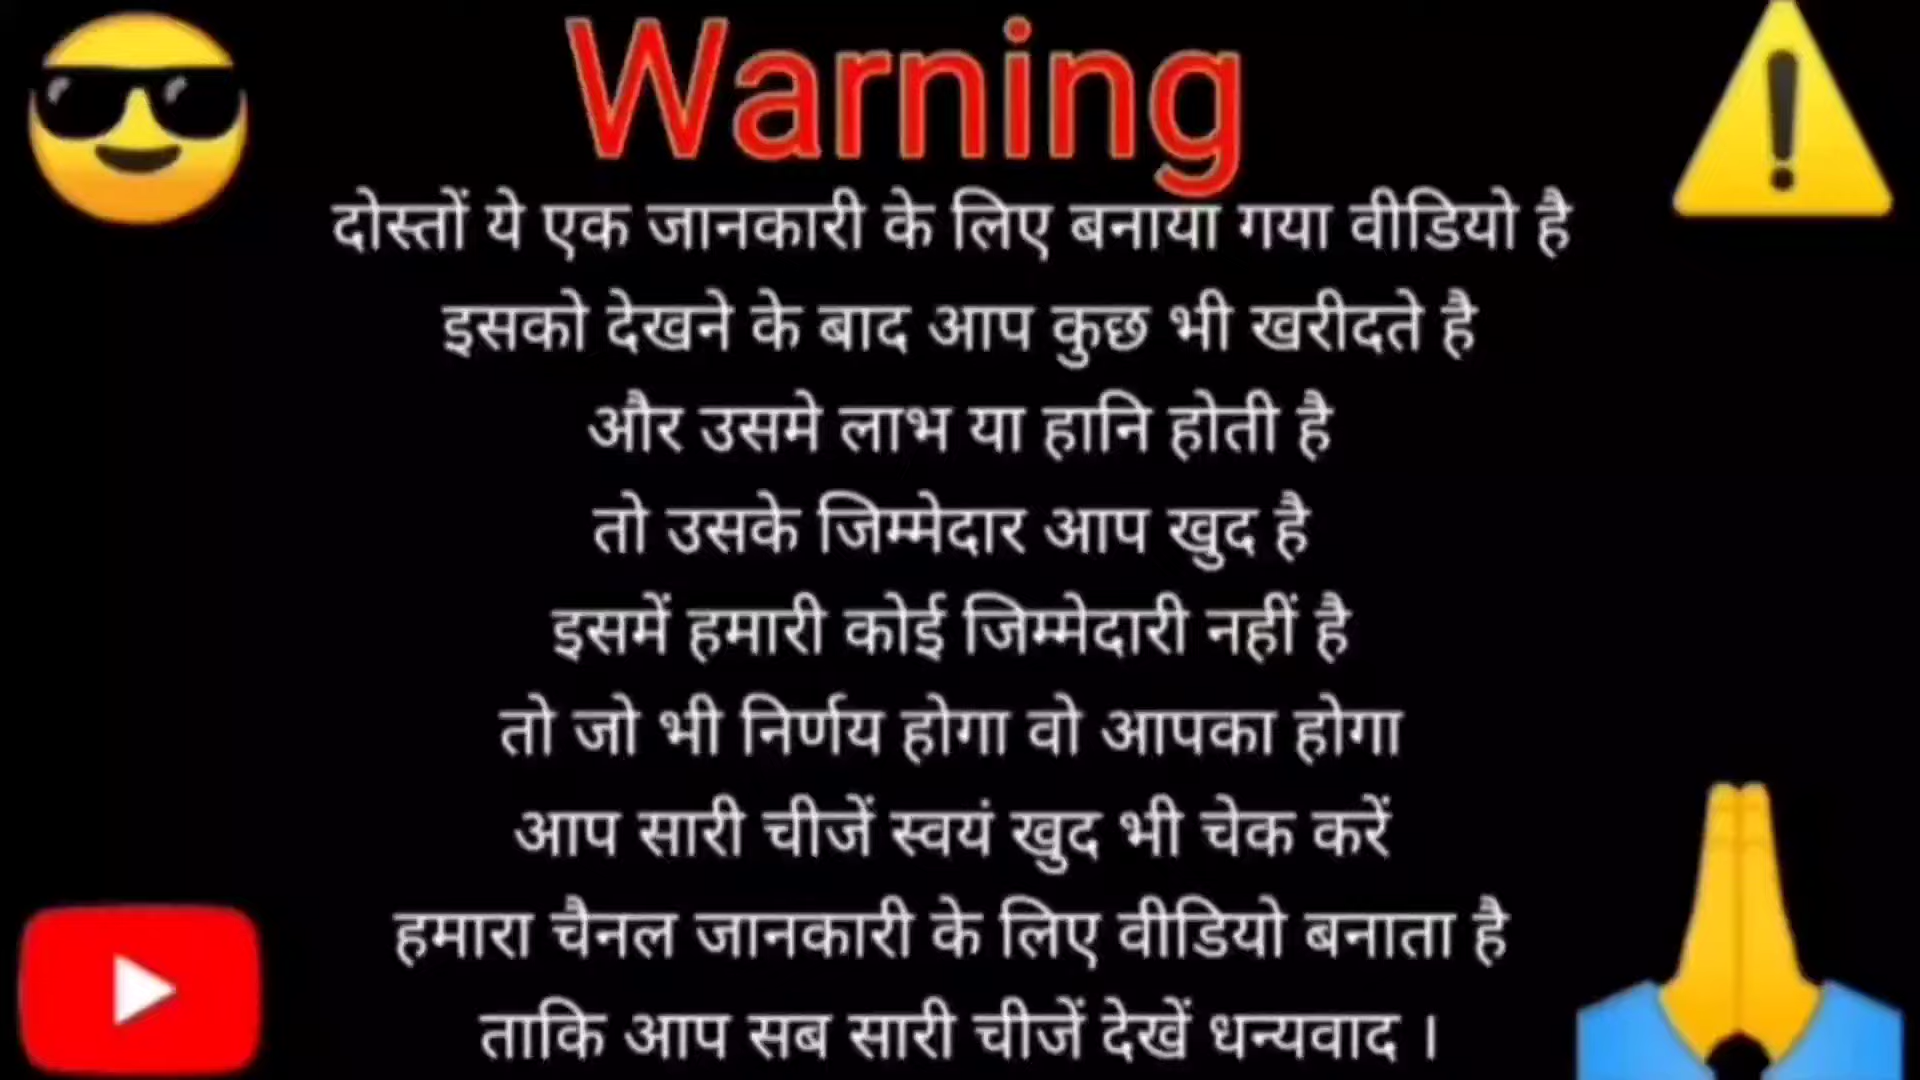 Warning
दोस्तों ये एक जानकारी के लिए बनाया गया वीडियो है
इसको देखने के बाद आप कुछ भी खरीदते है
और उसमे लाभ या हानि होती है
तो उसके जिम्मेदार आप खुद है
इसमें हमारी कोई जिम्मेदारी नहीं है
तो जो भी निर्णय होगा वो आपका होगा
आप सारी चीजें स्वयं खुद भी चेक करें
हमारा चैनल जानकारी के लिए वीडियो बनाता है
ताकि आप सब सारी चीजें देखें धन्यवाद ।